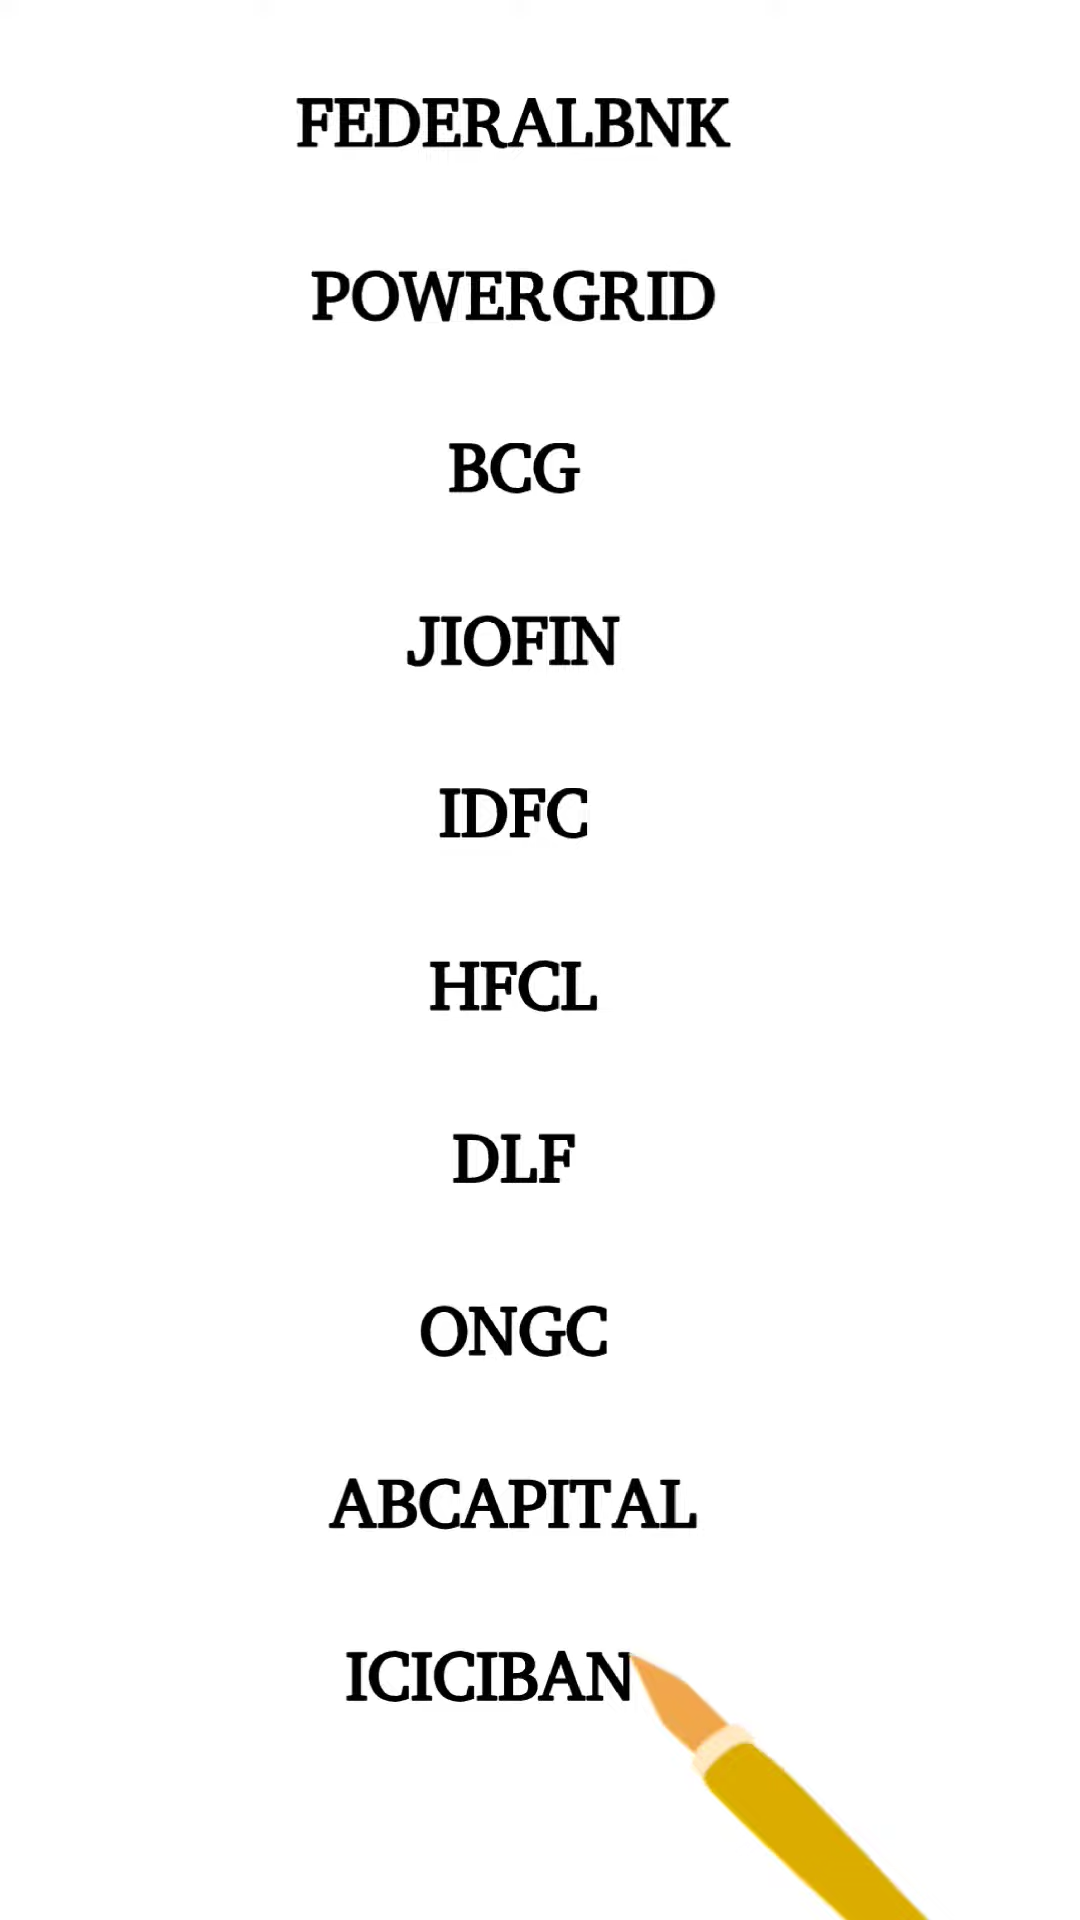 FEDERALBNK
POWERGRID
BCG
JIOFIN
IDFC
HFCL
DLF
ONGC
ABCAPITAL
ICICIBAN